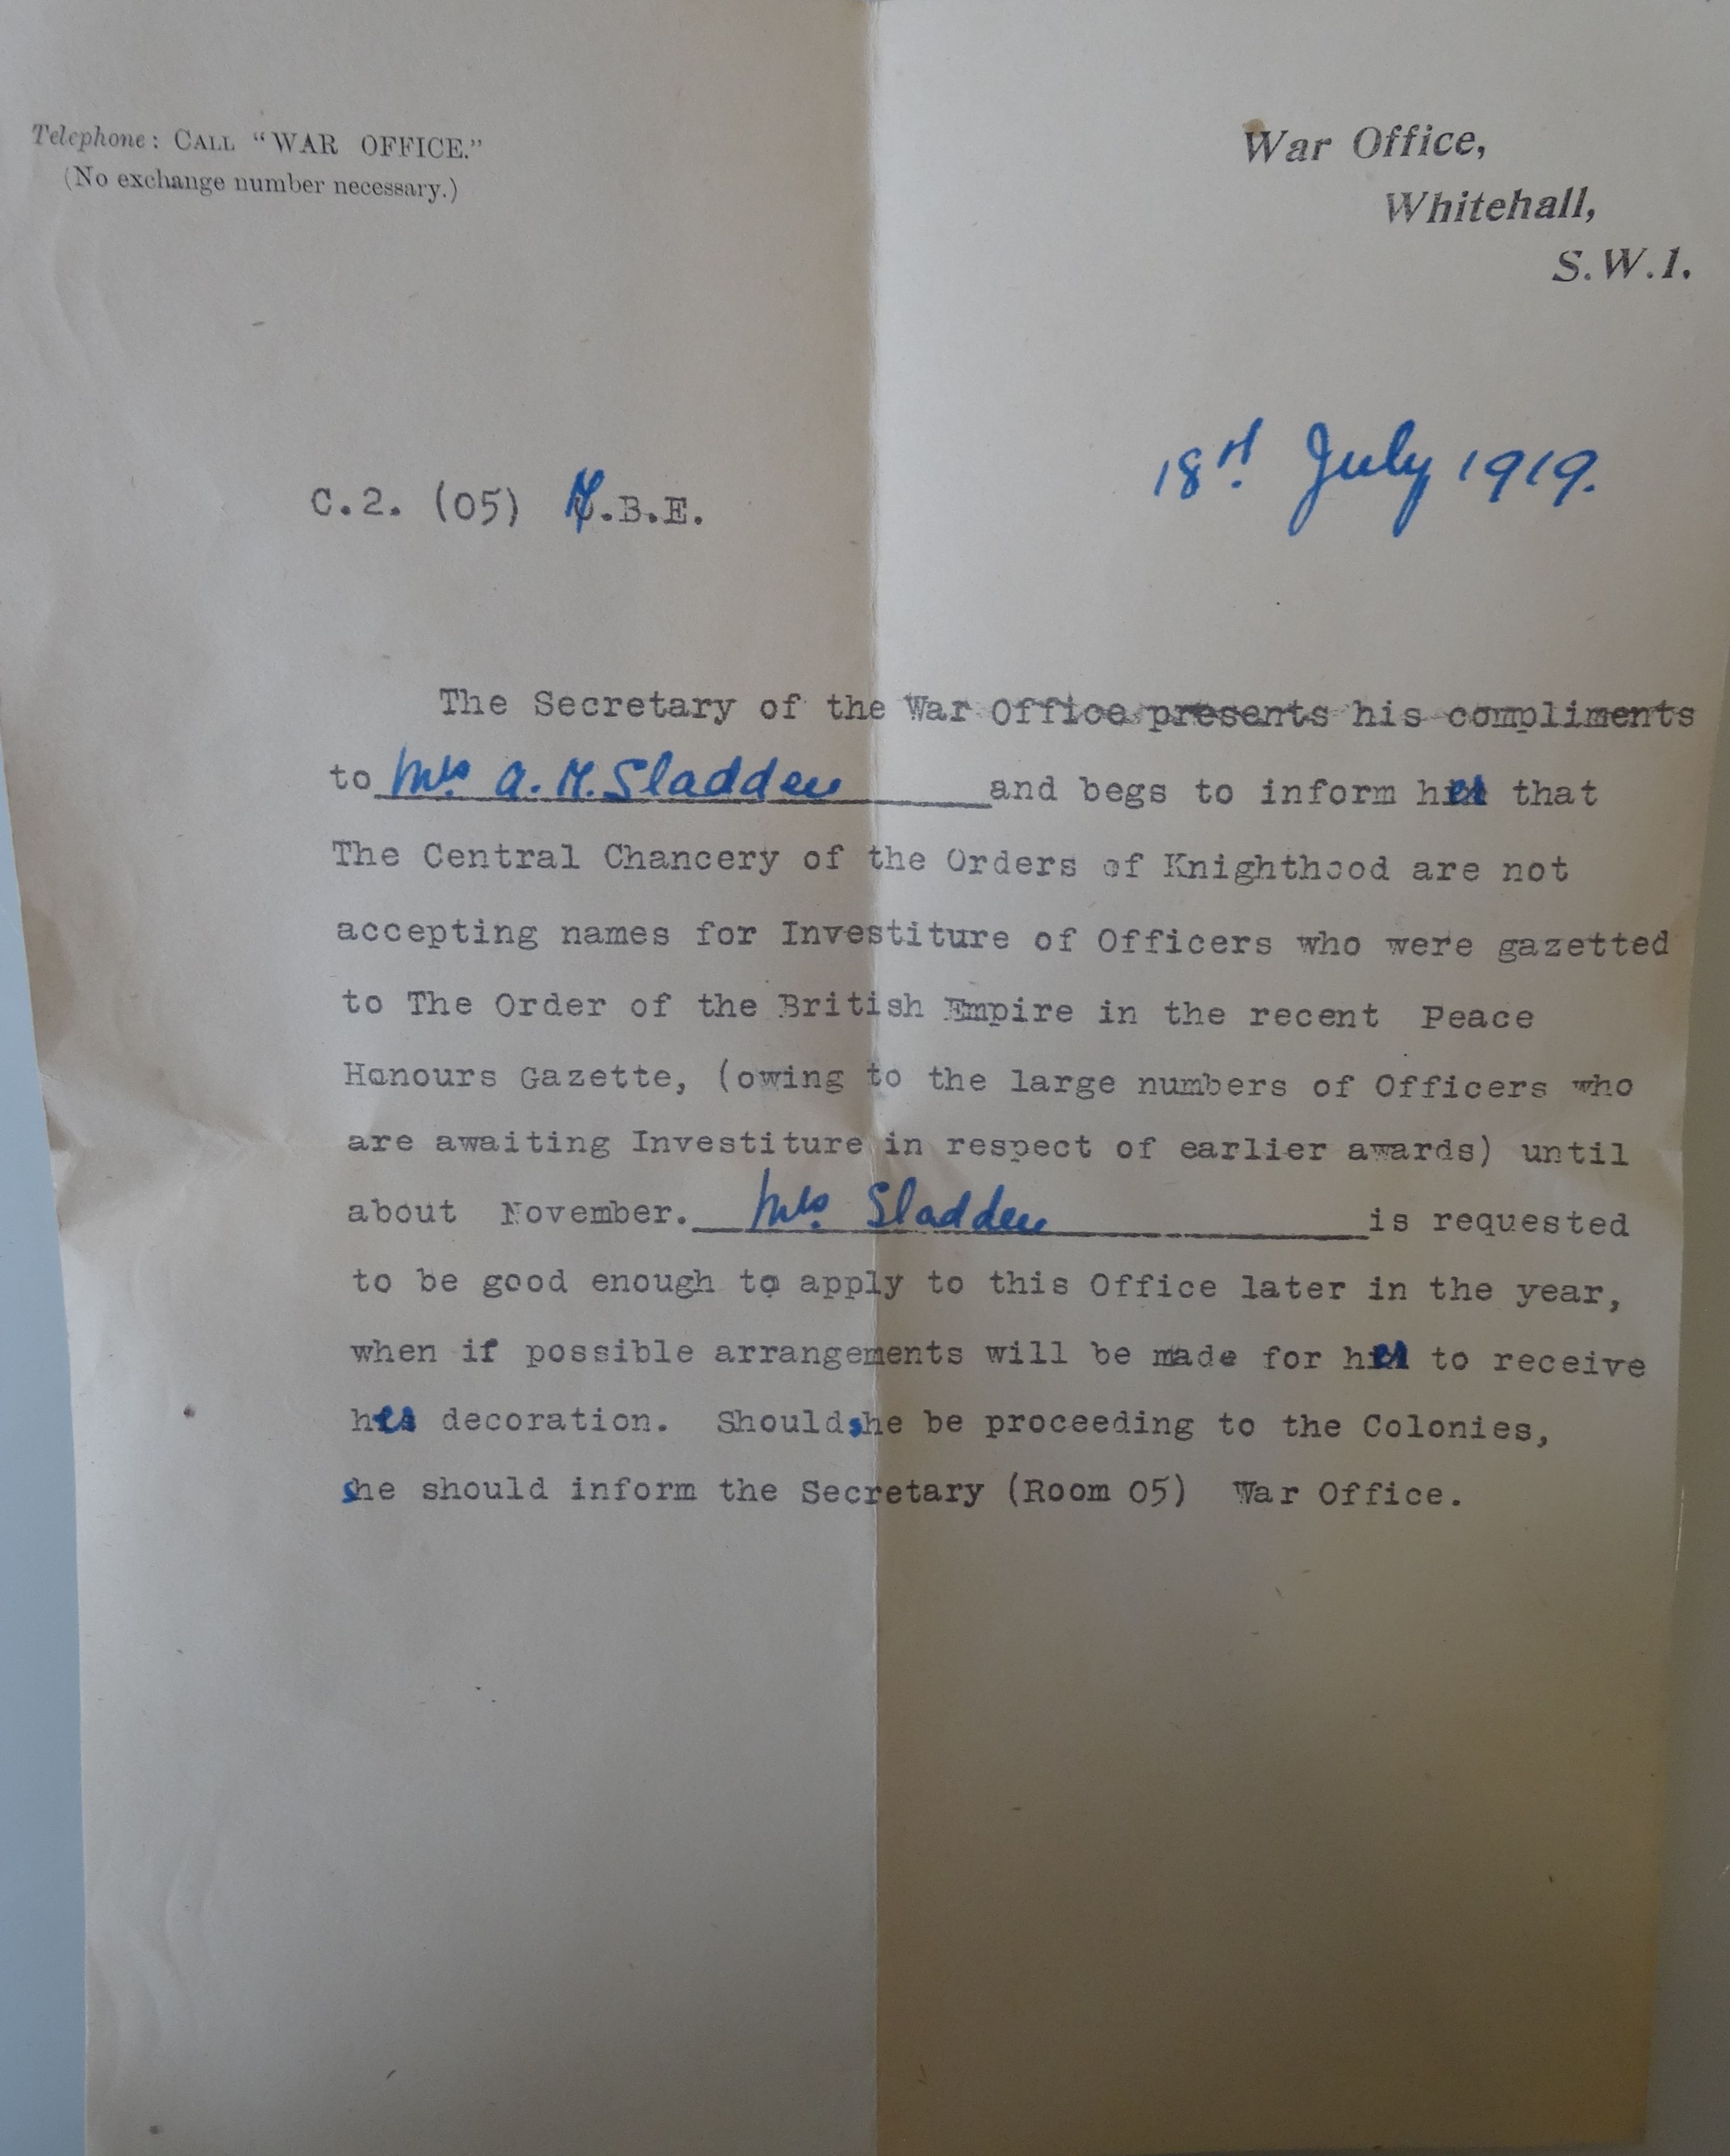 Telephone: CALL "WAR OFFICE."
(No exchange number necessary.)
War Office,
Whitehall,
S.W.1.
18th July 1919.
C.2. (05) M.B.E.
The Secretary of the War Office presents his compliments
to Mrs A. M. Sladden and begs to inform her that
The Central Chancery of the Orders of Knighthood are not
accepting names for Investiture of Officers who were gazetted
to The Order of the British Empire in the recent Peace
Honours Gazette, (owing to the large numbers of Officers who
are awaiting Investiture in respect of earlier awards) until
about November. Mrs. Sladden is requested
to be good enough to apply to this Office later in the year,
when if possible arrangements will be made for her to receive
her decoration. Should she be proceeding to the Colonies,
she should inform the Secretary (Room 05) War Office.